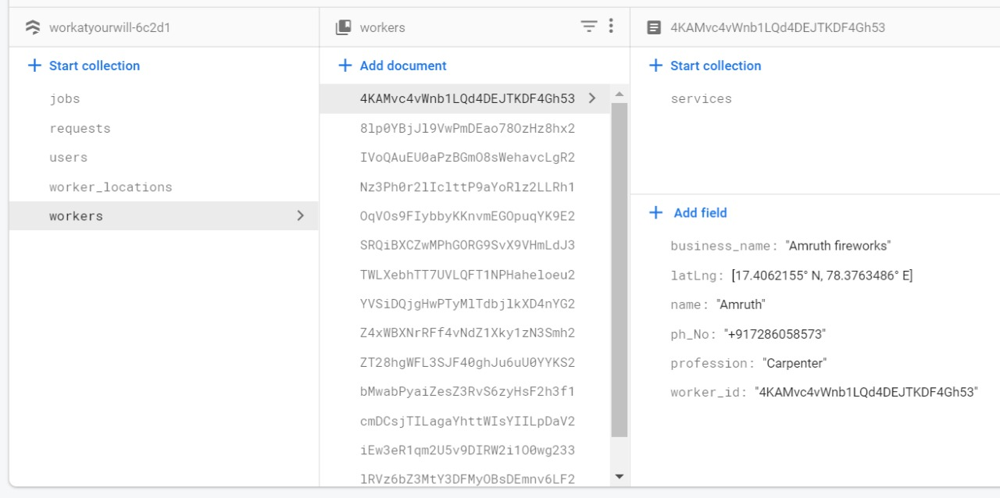 workatyourwill-6c2d1
Start collection
jobs
requests
users
worker_locations
workers
workers
Add document
4KAMvc4vWnb1LQd4DEJTKDF4Gh53
8lp0YBjJl9VwPmDEao78OzHz8hx2
IVoQAuEU0aPzBGmO8sWehavcLgR2
Nz3Ph0r2lIclttP9aYoRlz2LLRh1
OqVOs9FIybbyKKnvmEGOpuqYK9E2
SRQiBXCZwMPhGORG9SvX9VHmLdJ3
TWLXebhTT7UVLQFT1NPHaheloeu2
YVSiDQjgHwPTyMlTdbjlkXD4nYG2
Z4xWBXNrRFf4vNdZ1Xky1zN3Smh2
ZT28hgWFL3SJF40ghJu6uU0YYKS2
bMwabPyaiZesZ3RvS6zyHsF2h3f1
cmDCsjTILagaYhttWIsYIILpDaV2
iEw3eR1qm2U5v9DIRW2i1O0wg233
lRVz6bZ3MtY3DFMyOBsDEmnv6LF2
4KAMvc4vWnb1LQd4DEJTKDF4Gh53
Start collection
services
Add field
business_name: "Amruth fireworks"
latLng: [17.4062155° N, 78.3763486° E]
name: "Amruth"
ph_No: "+917286058573"
profession: "Carpenter"
worker_id: "4KAMvc4vWnb1LQd4DEJTKDF4Gh53"